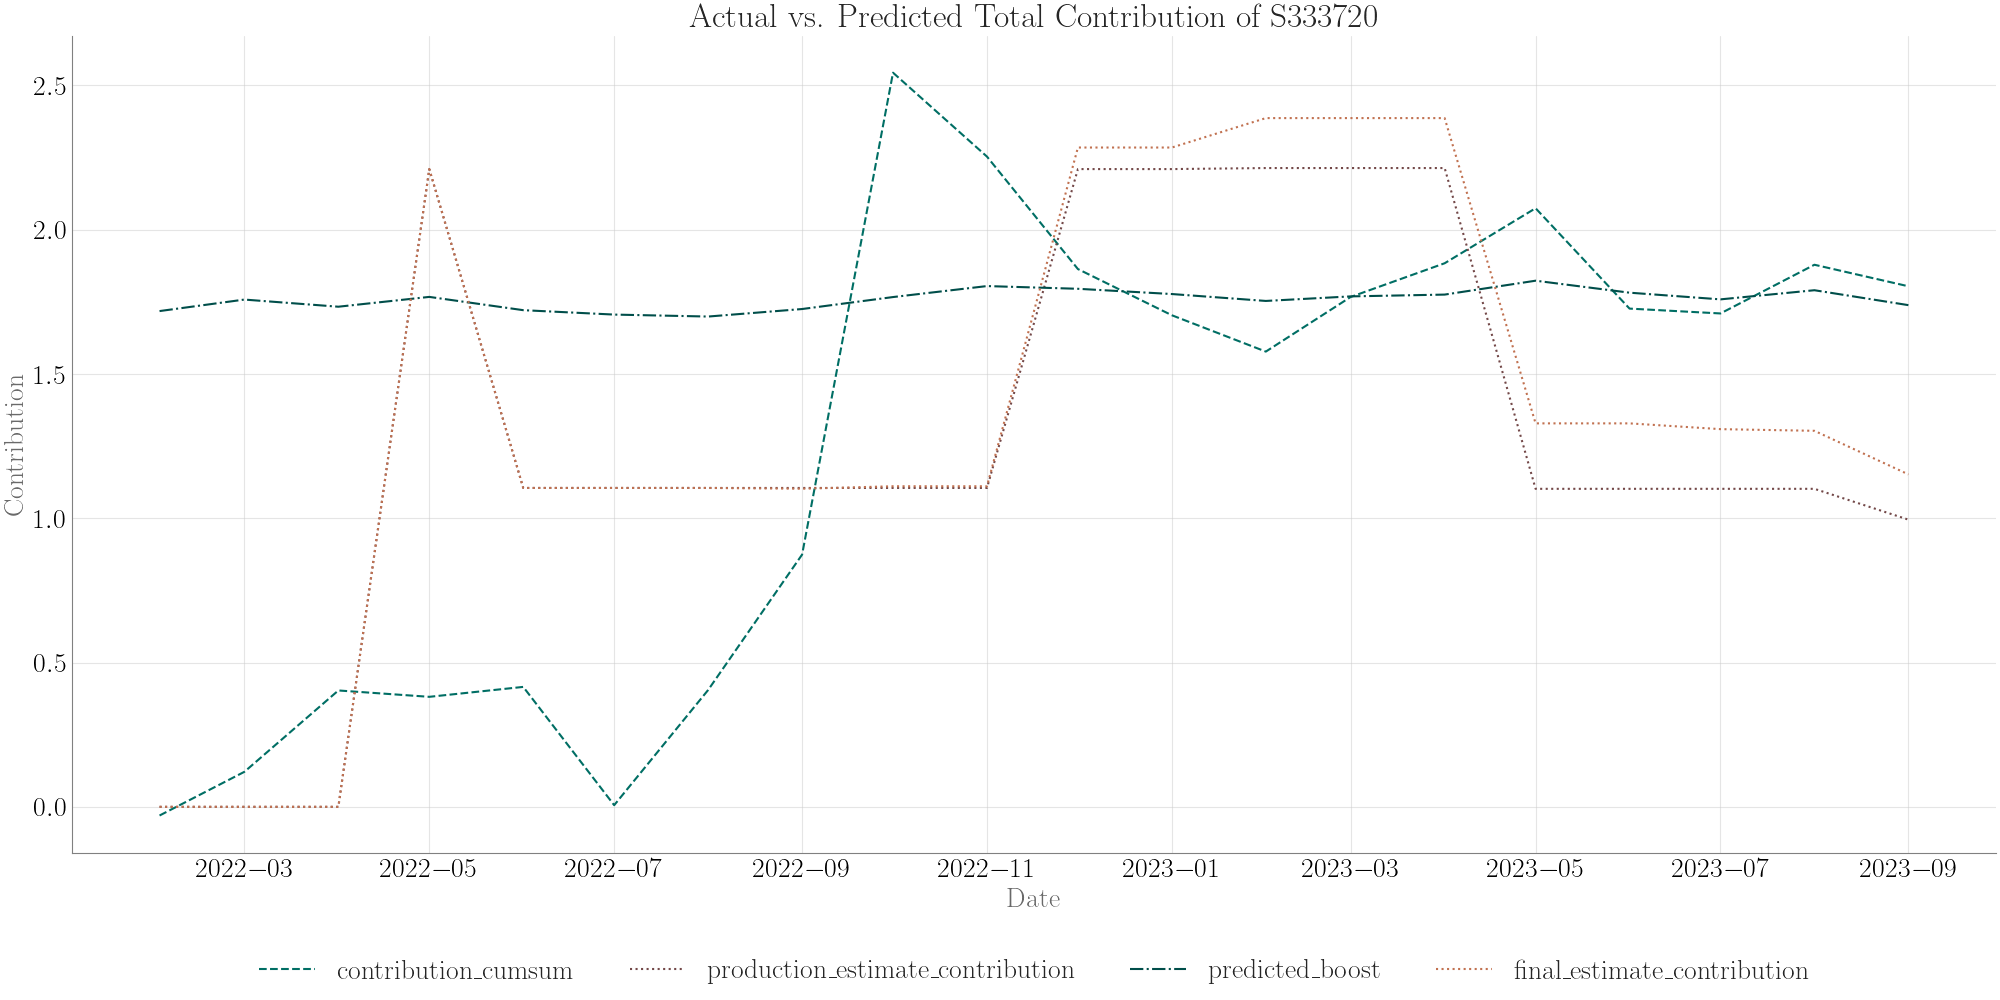 Actual vs. Predicted Total Contribution of S333720
Contribution
2.5
2.0
1.5
1.0
0.5
0.0
2022−03 2022−05 2022−07 2022−09 2022−11 2023−01 2023−03 2023−05 2023−07 2023−09
Date
contribution_cumsum production_estimate_contribution predicted_boost final_estimate_contribution